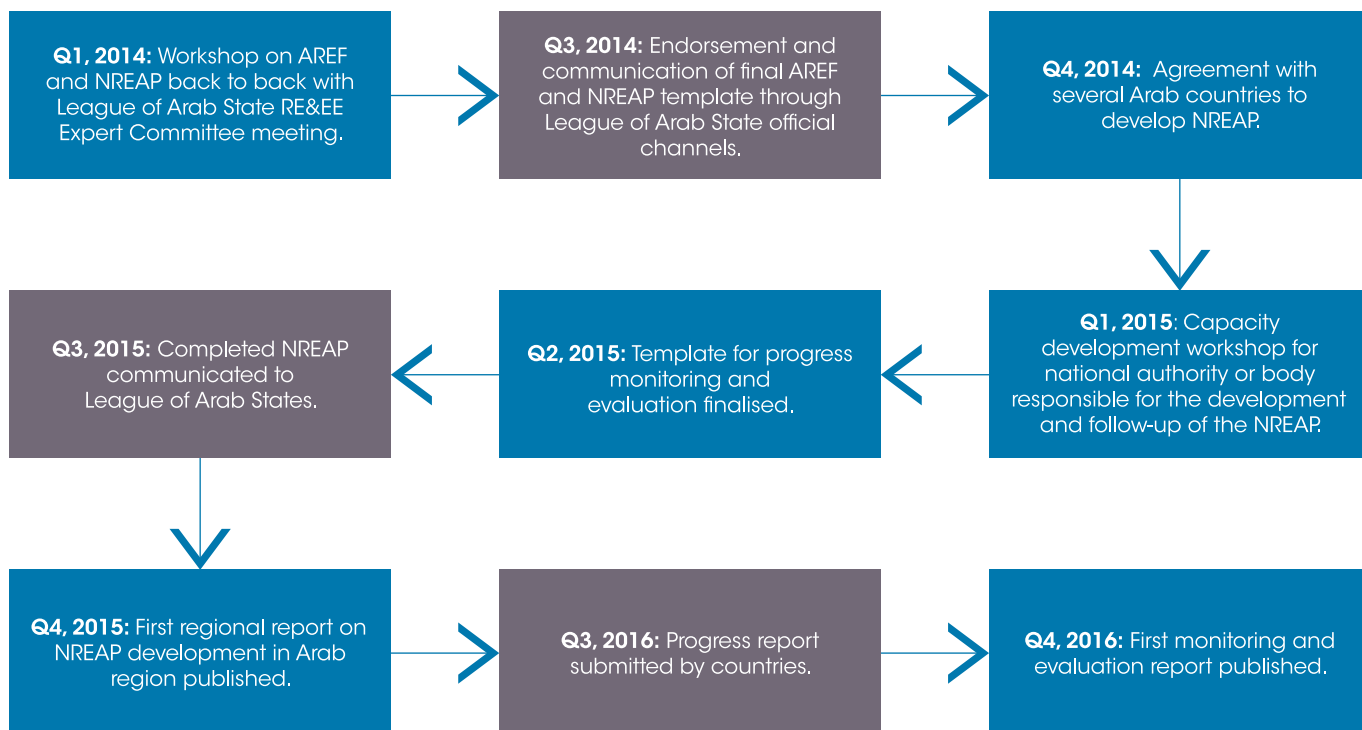 Q1, 2014: Workshop on AREF
and NREAP back to back with
League of Arab State RE&EE
Expert Committee meeting.
Q3, 2014: Endorsement and
communication of final AREF
and NREAP template through
League of Arab State official
channels.
Q4, 2014: Agreement with
several Arab countries to
develop NREAP.
Q1, 2015: Capacity
development workshop for
national authority or body
responsible for the development
and follow-up of the NREAP.
Q2, 2015: Template for progress
monitoring and
evaluation finalised.
Q3, 2015: Completed NREAP
communicated to
League of Arab States.
Q4, 2015: First regional report on
NREAP development in Arab
region published.
Q3, 2016: Progress report
submitted by countries.
Q4, 2016: First monitoring and
evaluation report published.